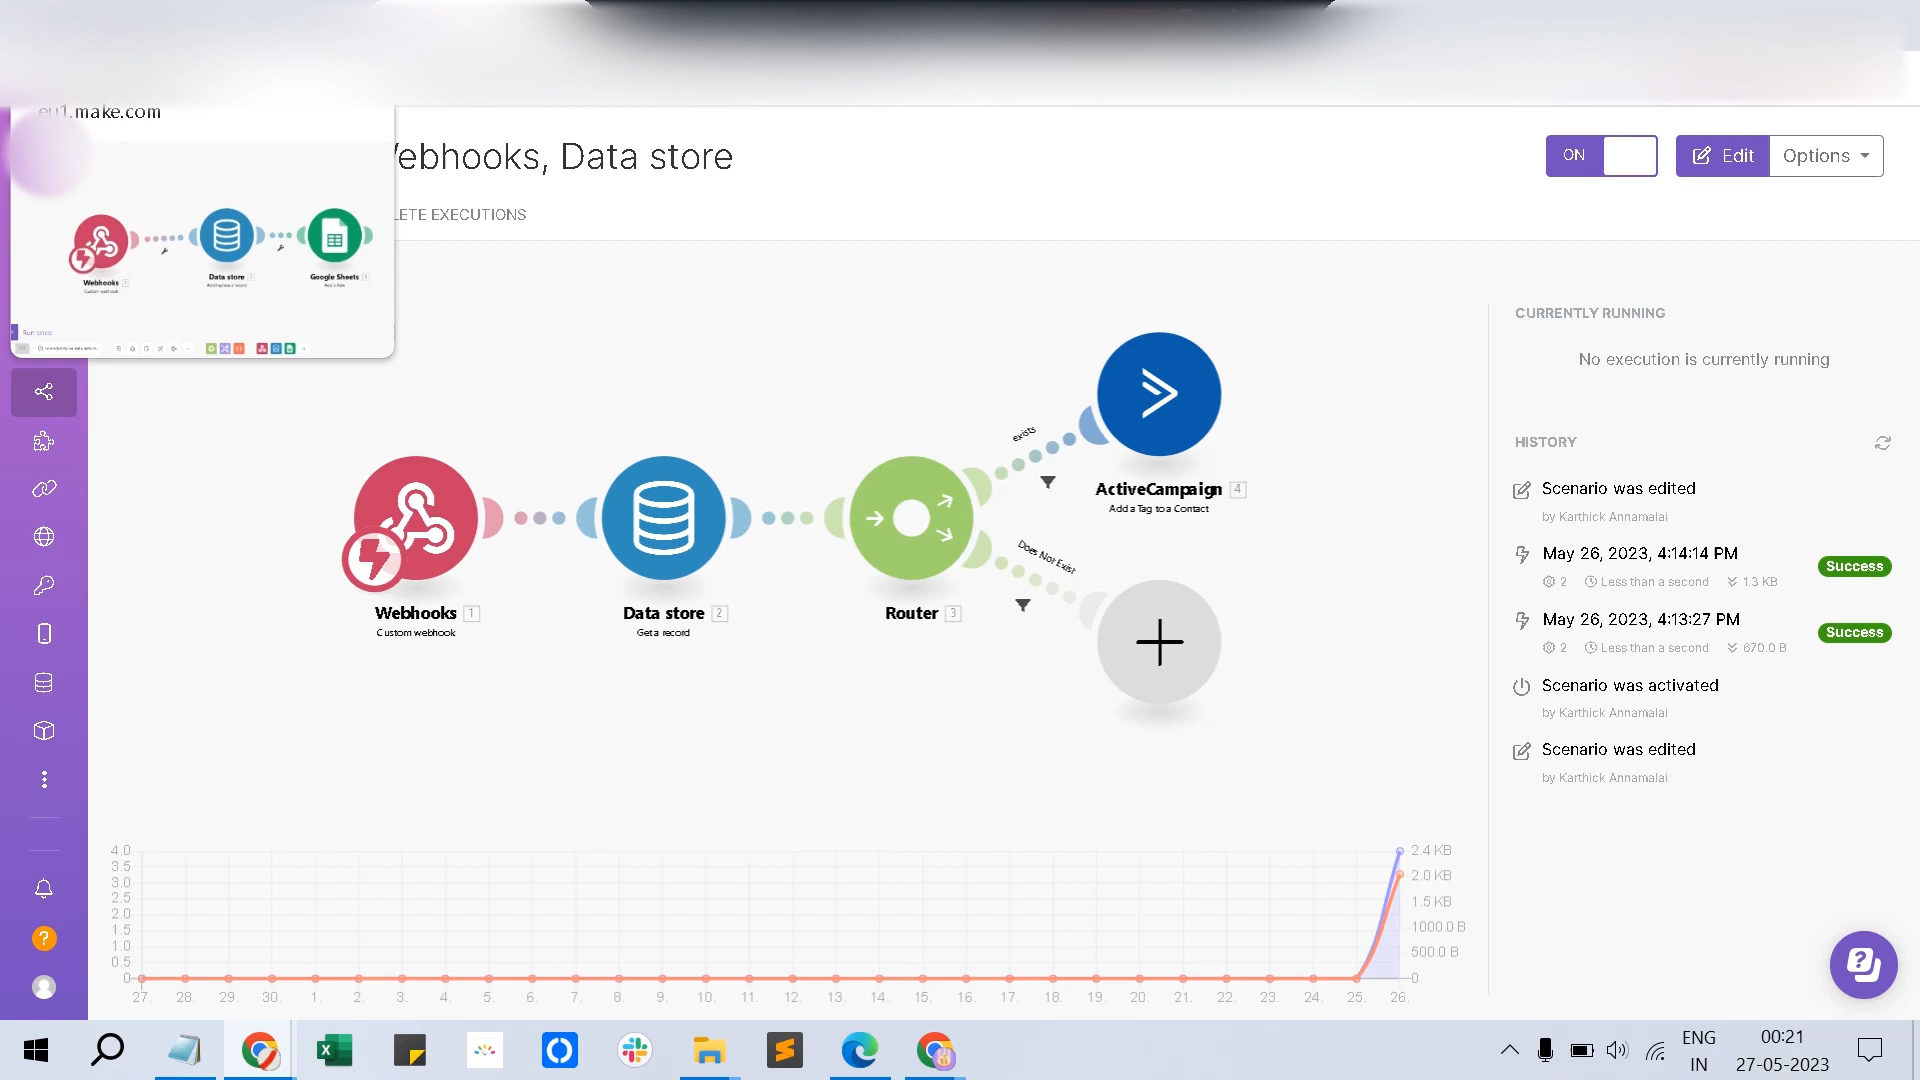 eu1.make.com
Webhooks, Data store
LETE EXECUTIONS
ON
Edit
Options
Webhooks
Custom webhook
Data store
Google Sheets
Add a Row
Run once
CURRENTLY RUNNING
No execution is currently running
HISTORY
Scenario was edited
by Karthick Annamalai
May 26, 2023, 4:14:14 PM
2 Less than a second 1.3 KB
Success
May 26, 2023, 4:13:27 PM
2 Less than a second 670.0 B
Success
Scenario was activated
by Karthick Annamalai
Scenario was edited
by Karthick Annamalai
exists
ActiveCampaign 4
Add a Tag to a Contact
Does Not Exist
Webhooks 1
Custom webhook
Data store 2
Get a record
Router 3
4.0
3.5
3.0
2.5
2.0
1.5
1.0
0.5
0
2.4 KB
2.0 KB
1.5 KB
1000.0 B
500.0 B
0
27. 28. 29. 30. 1. 2. 3. 4. 5. 6. 7. 8. 9. 10. 11. 12. 13. 14. 15. 16. 17. 18. 19. 20. 21. 22. 23. 24. 25. 26.
ENG
IN
00:21
27-05-2023